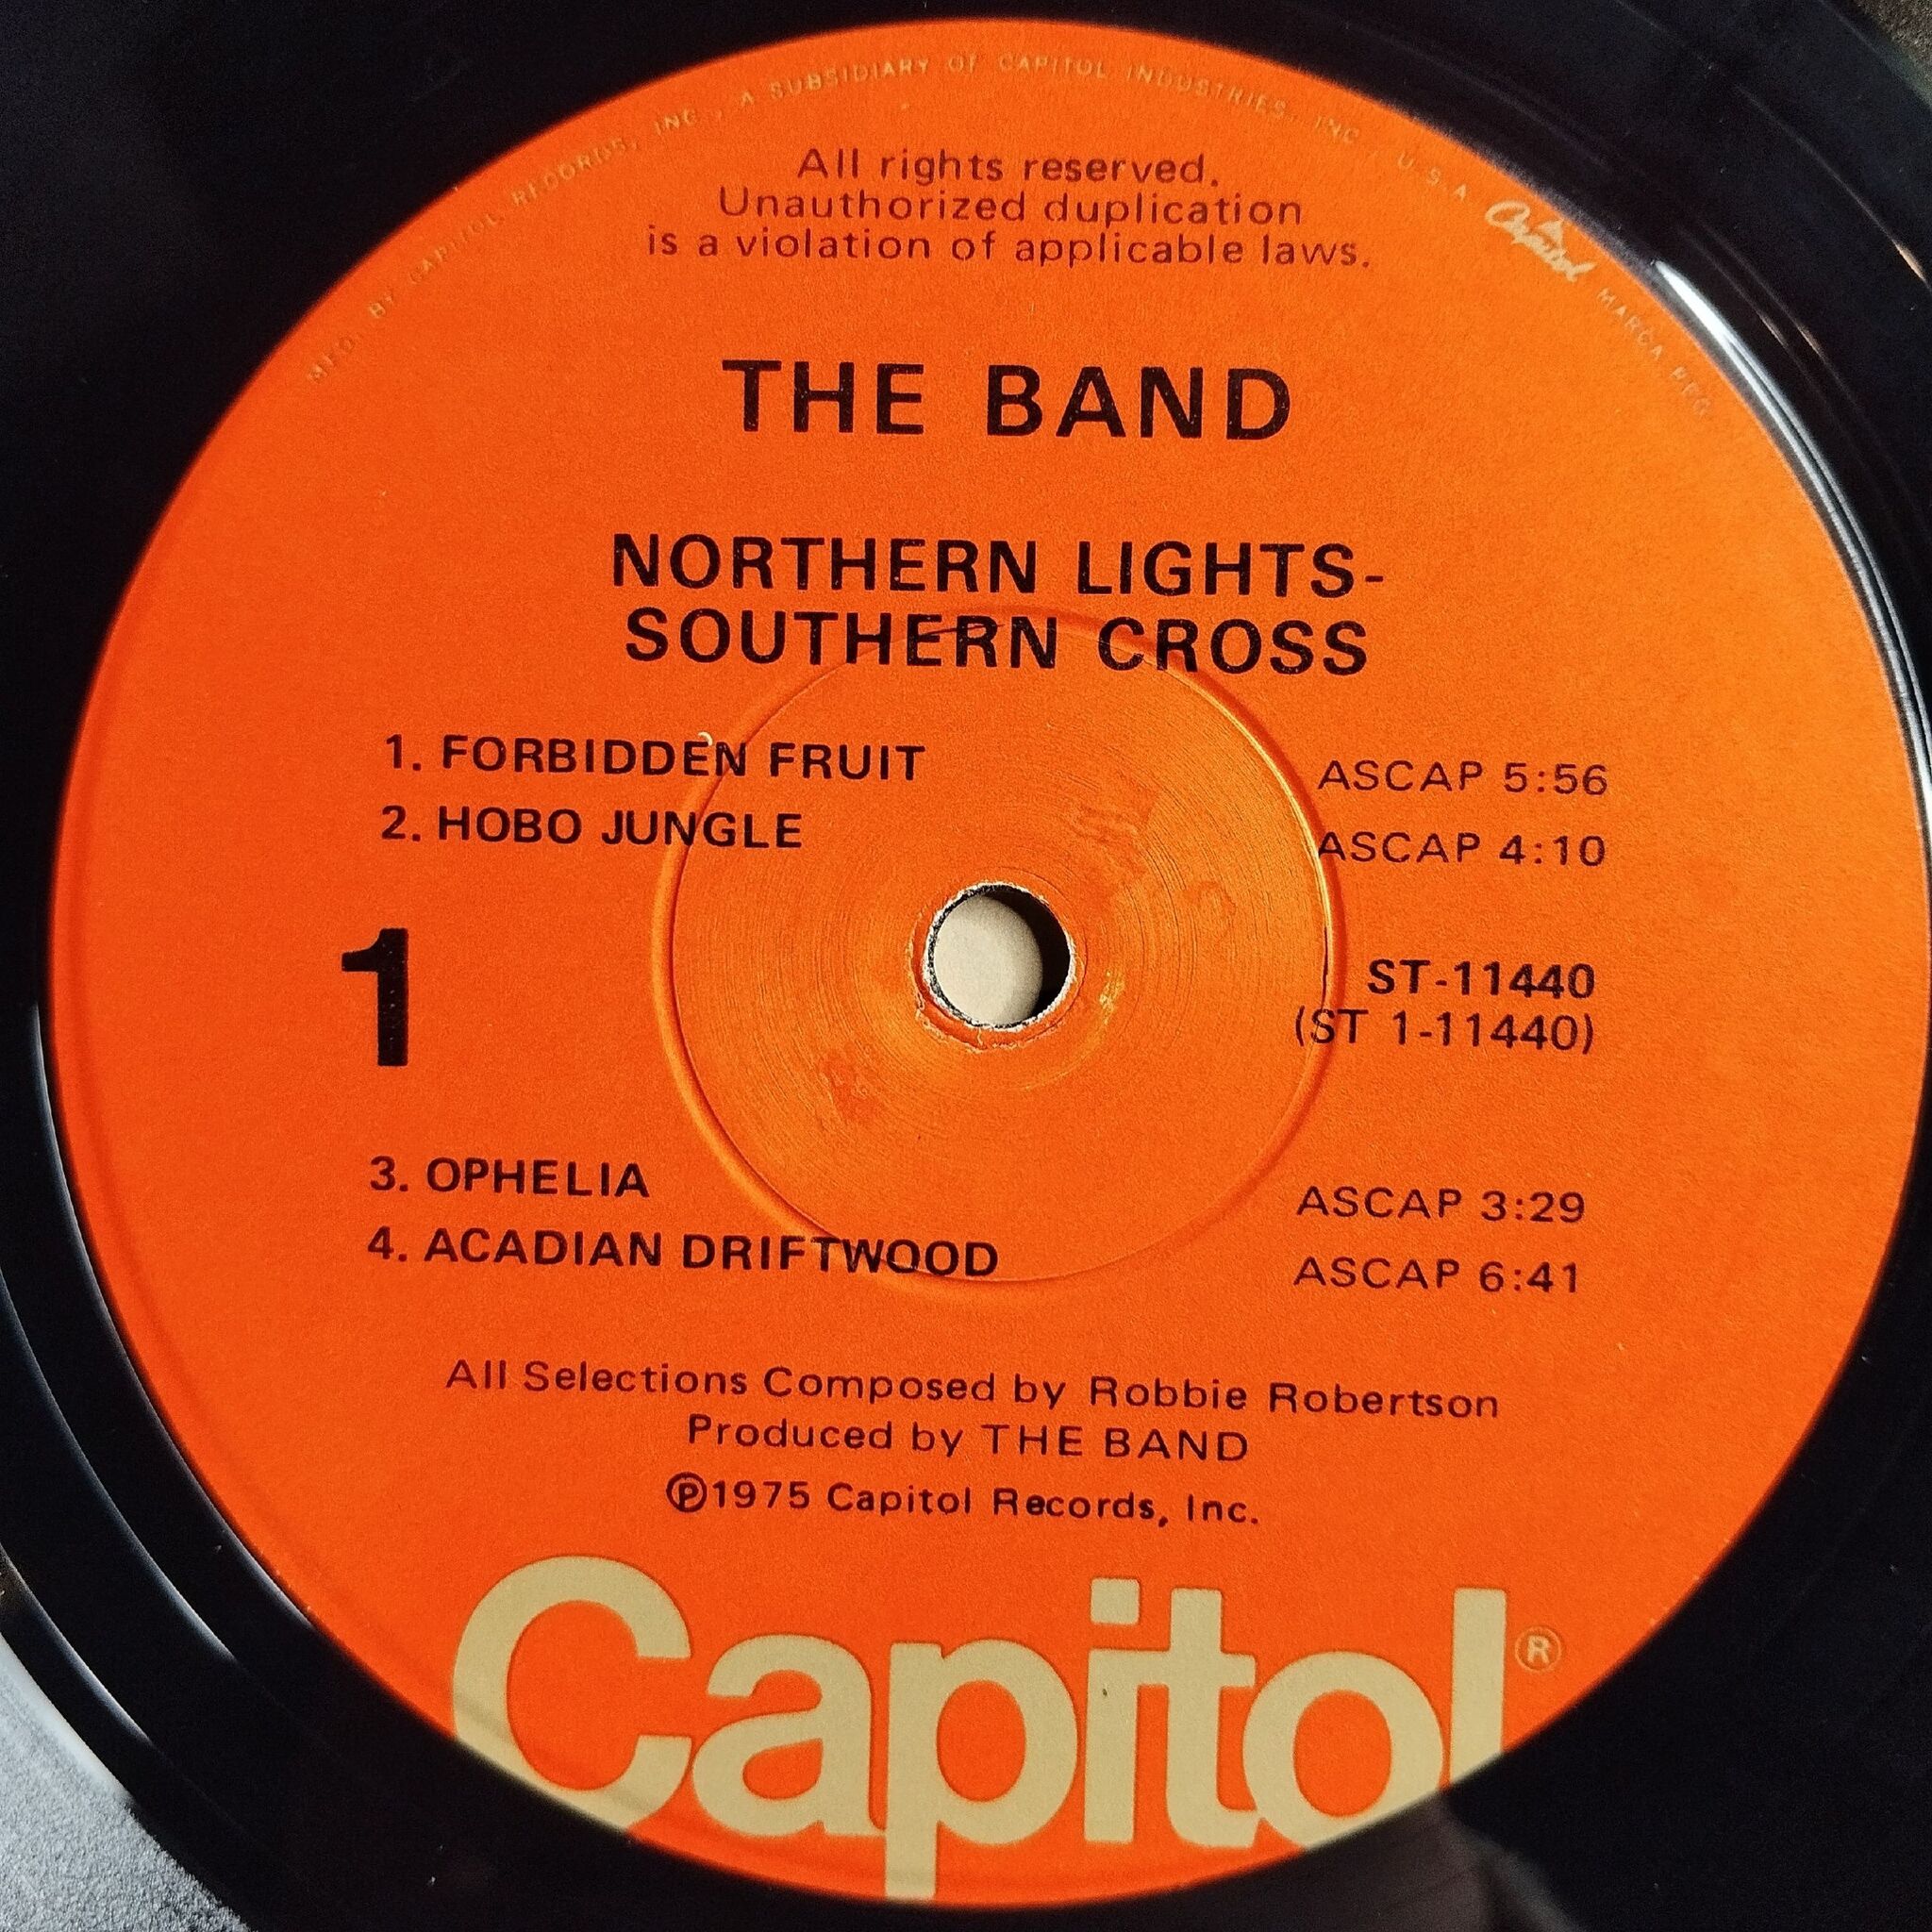 MFD. BY CAPITOL RECORDS, INC., A SUBSIDIARY OF CAPITOL INDUSTRIES, INC., U.S.A. Capitol MARCA REG.
All rights reserved.
Unauthorized duplication
is a violation of applicable laws.
THE BAND
NORTHERN LIGHTS-
SOUTHERN CROSS
1. FORBIDDEN FRUIT ASCAP 5:56
2. HOBO JUNGLE ASCAP 4:10
1
ST-11440
(ST 1-11440)
3. OPHELIA ASCAP 3:29
4. ACADIAN DRIFTWOOD ASCAP 6:41
All Selections Composed by Robbie Robertson
Produced by THE BAND
℗1975 Capitol Records, Inc.
Capitol®